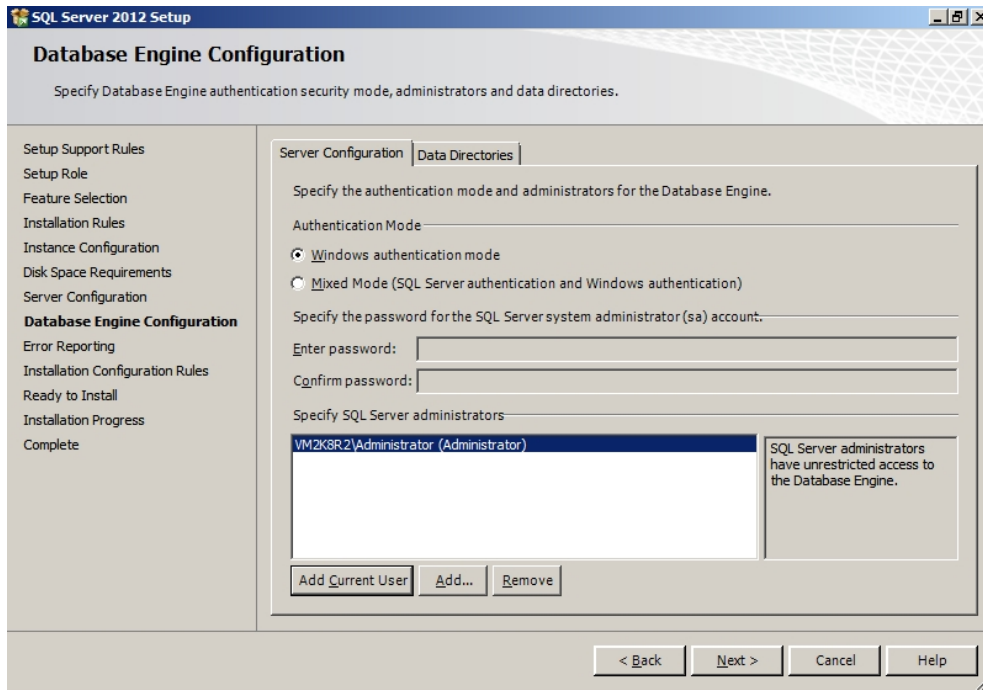 SQL Server 2012 Setup
Database Engine Configuration
Specify Database Engine authentication security mode, administrators and data directories.
Setup Support Rules
Setup Role
Feature Selection
Installation Rules
Instance Configuration
Disk Space Requirements
Server Configuration
Database Engine Configuration
Error Reporting
Installation Configuration Rules
Ready to Install
Installation Progress
Complete
Server Configuration
Data Directories
Specify the authentication mode and administrators for the Database Engine.
Authentication Mode
Windows authentication mode
Mixed Mode (SQL Server authentication and Windows authentication)
Specify the password for the SQL Server system administrator (sa) account.
Enter password:
Confirm password:
Specify SQL Server administrators
VM2K8R2\Administrator (Administrator)
SQL Server administrators
have unrestricted access to
the Database Engine.
Add Current User
Add...
Remove
< Back
Next >
Cancel
Help